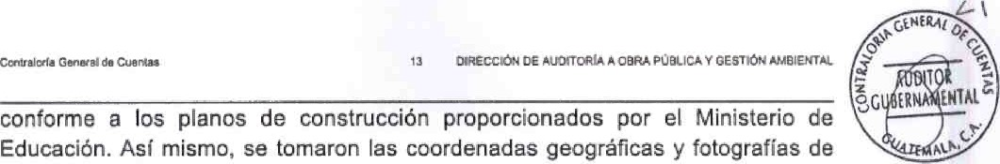 Contraloría General de Cuentas 13 DIRECCIÓN DE AUDITORÍA A OBRA PÚBLICA Y GESTIÓN AMBIENTAL
CONTRALORIA GENERAL DE CUENTAS
AUDITOR
GUBERNAMENTAL
GUATEMALA, C.A.
conforme a los planos de construcción proporcionados por el Ministerio de
Educación. Así mismo, se tomaron las coordenadas geográficas y fotografías de